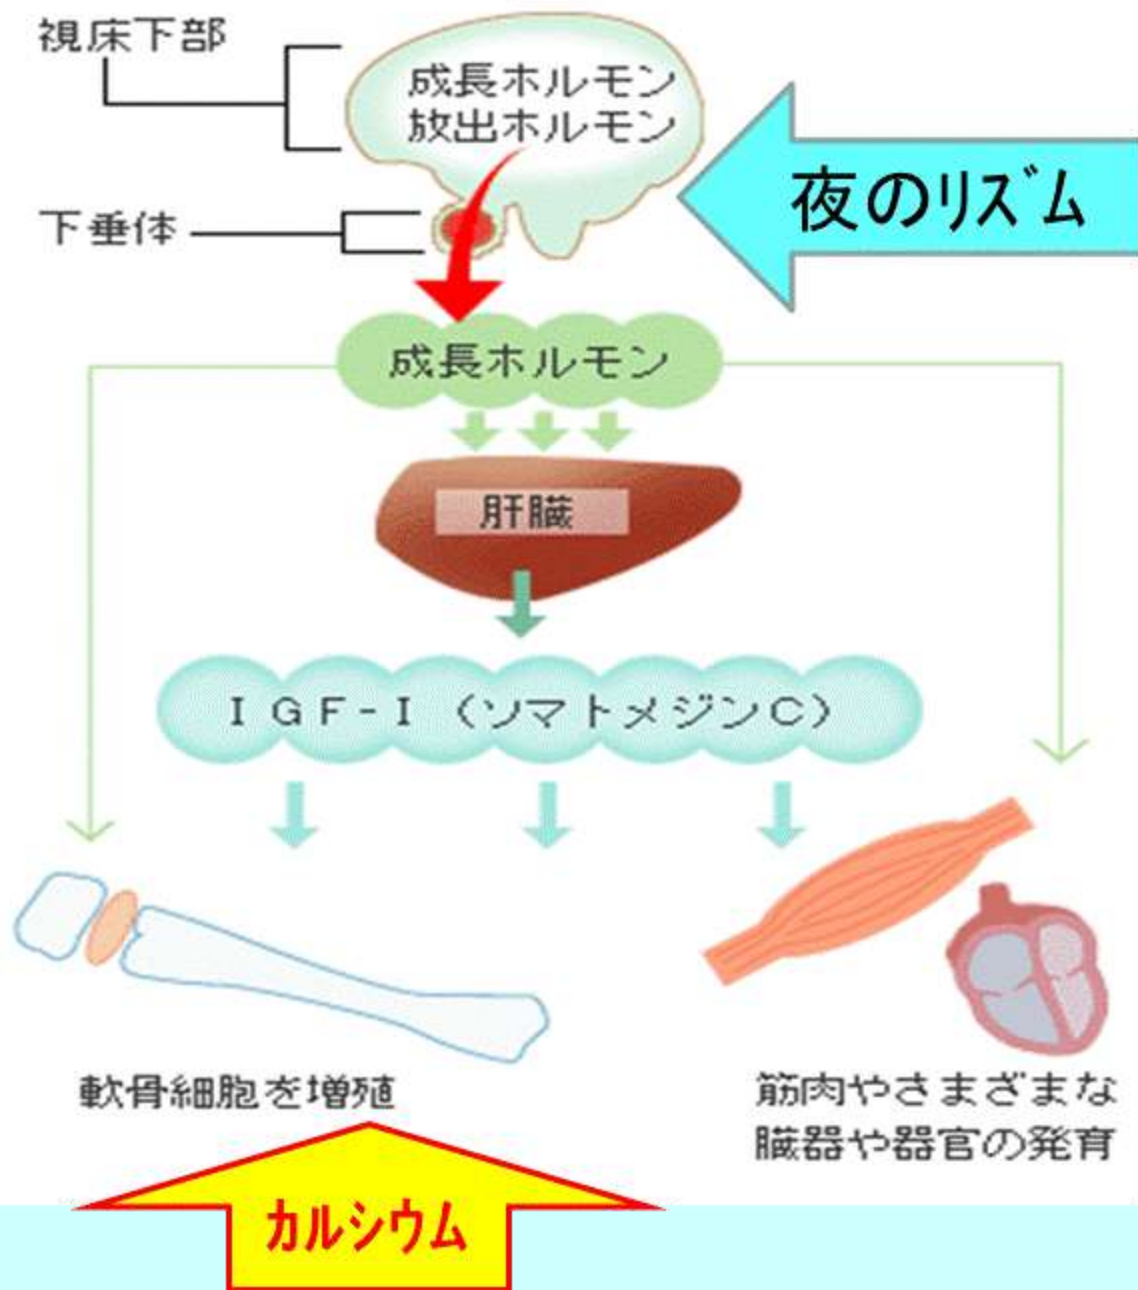 視床下部
成長ホルモン
放出ホルモン
夜のリズム
下垂体
成長ホルモン
肝臓
IGF-I（ソマトメジンC）
軟骨細胞を増殖
筋肉やさまざまな
臓器や器官の発育
カルシウム